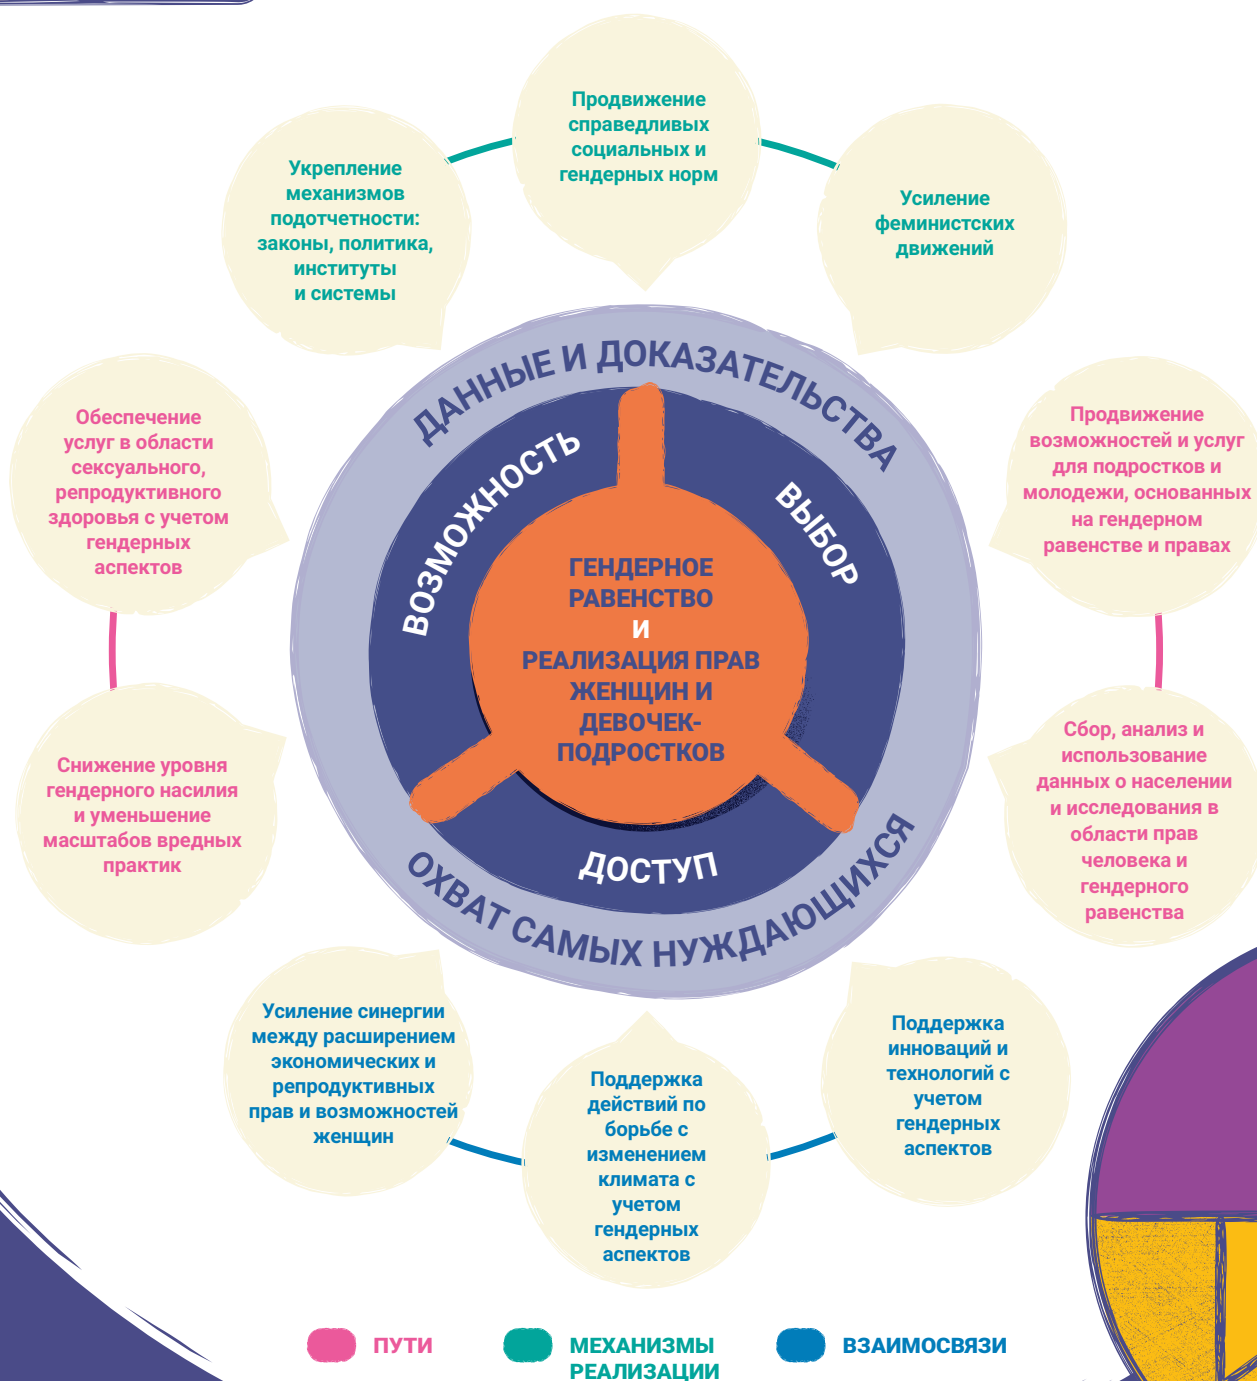 Продвижение
справедливых
социальных и
гендерных норм
Укрепление
механизмов
подотчетности:
законы, политика,
институты
и системы
Усиление
феминистских
движений
ДАННЫЕ И ДОКАЗАТЕЛЬСТВА
Обеспечение
услуг в области
сексуального,
репродуктивного
здоровья с учетом
гендерных
аспектов
Продвижение
возможностей и услуг
для подростков и
молодежи, основанных
на гендерном
равенстве и правах
ВОЗМОЖНОСТЬ
ВЫБОР
ГЕНДЕРНОЕ
РАВЕНСТВО
И
РЕАЛИЗАЦИЯ ПРАВ
ЖЕНЩИН И
ДЕВОЧЕК-
ПОДРОСТКОВ
Снижение уровня
гендерного насилия
и уменьшение
масштабов вредных
практик
Сбор, анализ и
использование
данных о населении
и исследования в
области прав
человека и
гендерного
равенства
ДОСТУП
ОХВАТ САМЫХ НУЖДАЮЩИХСЯ
Усиление синергии
между расширением
экономических и
репродуктивных
прав и возможностей
женщин
Поддержка
действий по
борьбе с
изменением
климата с
учетом
гендерных
аспектов
Поддержка
инноваций и
технологий с
учетом
гендерных
аспектов
ПУТИ
МЕХАНИЗМЫ
РЕАЛИЗАЦИИ
ВЗАИМОСВЯЗИ